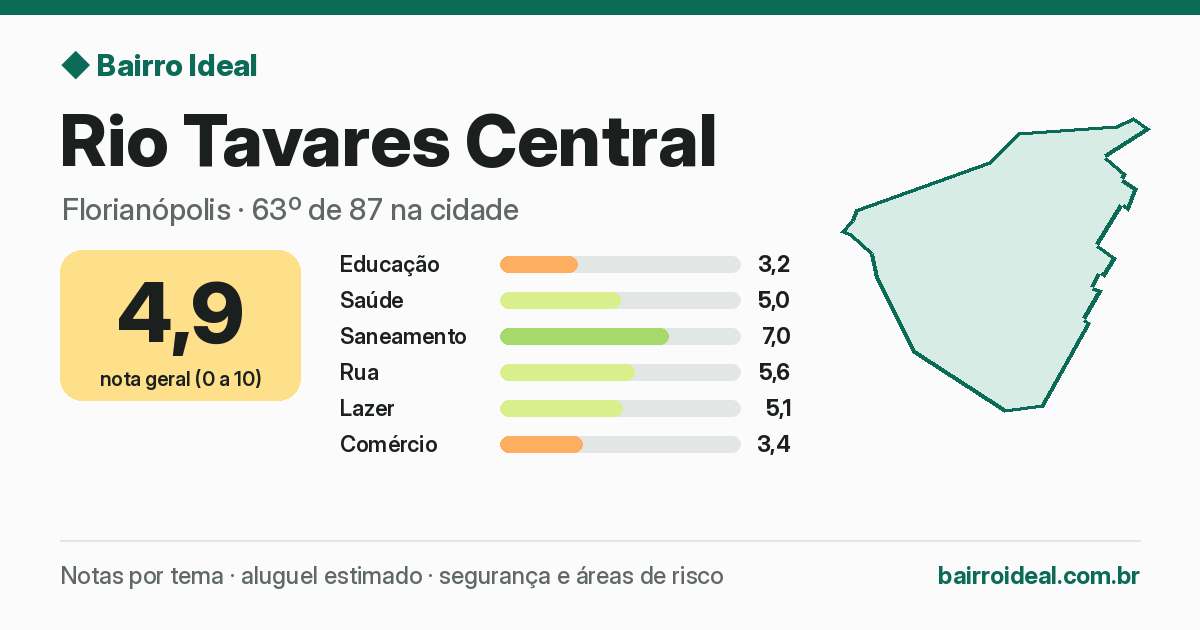 Bairro Ideal
Rio Tavares Central
Florianópolis · 63º de 87 na cidade
4,9
nota geral (0 a 10)
Educação 3,2
Saúde 5,0
Saneamento 7,0
Rua 5,6
Lazer 5,1
Comércio 3,4
Notas por tema · aluguel estimado · segurança e áreas de risco
bairroideal.com.br